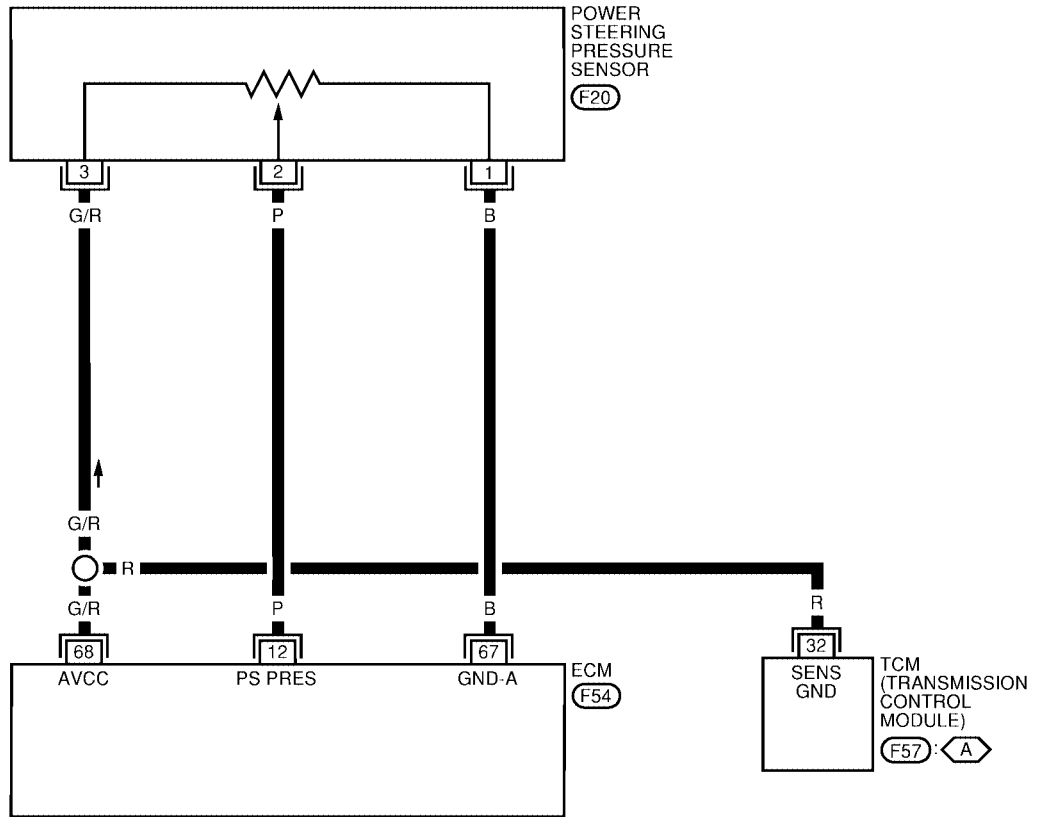 POWER
STEERING
PRESSURE
SENSOR
F20
3 2 1
G/R P B
G/R
R
G/R P B R
68 12 67 32
AVCC PS PRES GND-A
ECM
F54
SENS
GND
TCM
(TRANSMISSION
CONTROL
MODULE)
F57 : A